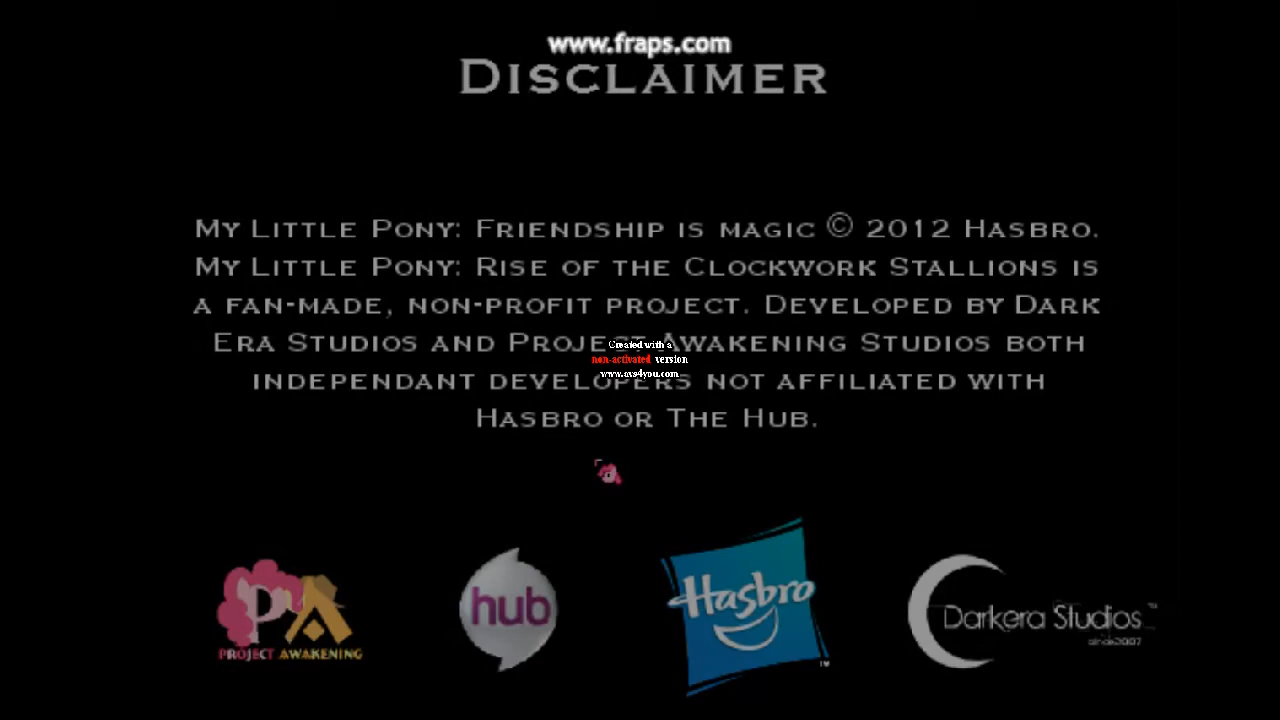 www.fraps.com
DISCLAIMER
MY LITTLE PONY: FRIENDSHIP IS MAGIC © 2012 HASBRO.
MY LITTLE PONY: RISE OF THE CLOCKWORK STALLIONS IS
A FAN-MADE, NON-PROFIT PROJECT. DEVELOPED BY DARK
ERA STUDIOS AND PROJECT AWAKENING STUDIOS BOTH
Created with a
non-activated version
www.avs4you.com
INDEPENDANT DEVELOPERS NOT AFFILIATED WITH
HASBRO OR THE HUB.
PA
PROJECT AWAKENING
hub
Hasbro
TM
Darkera Studios™
since2007